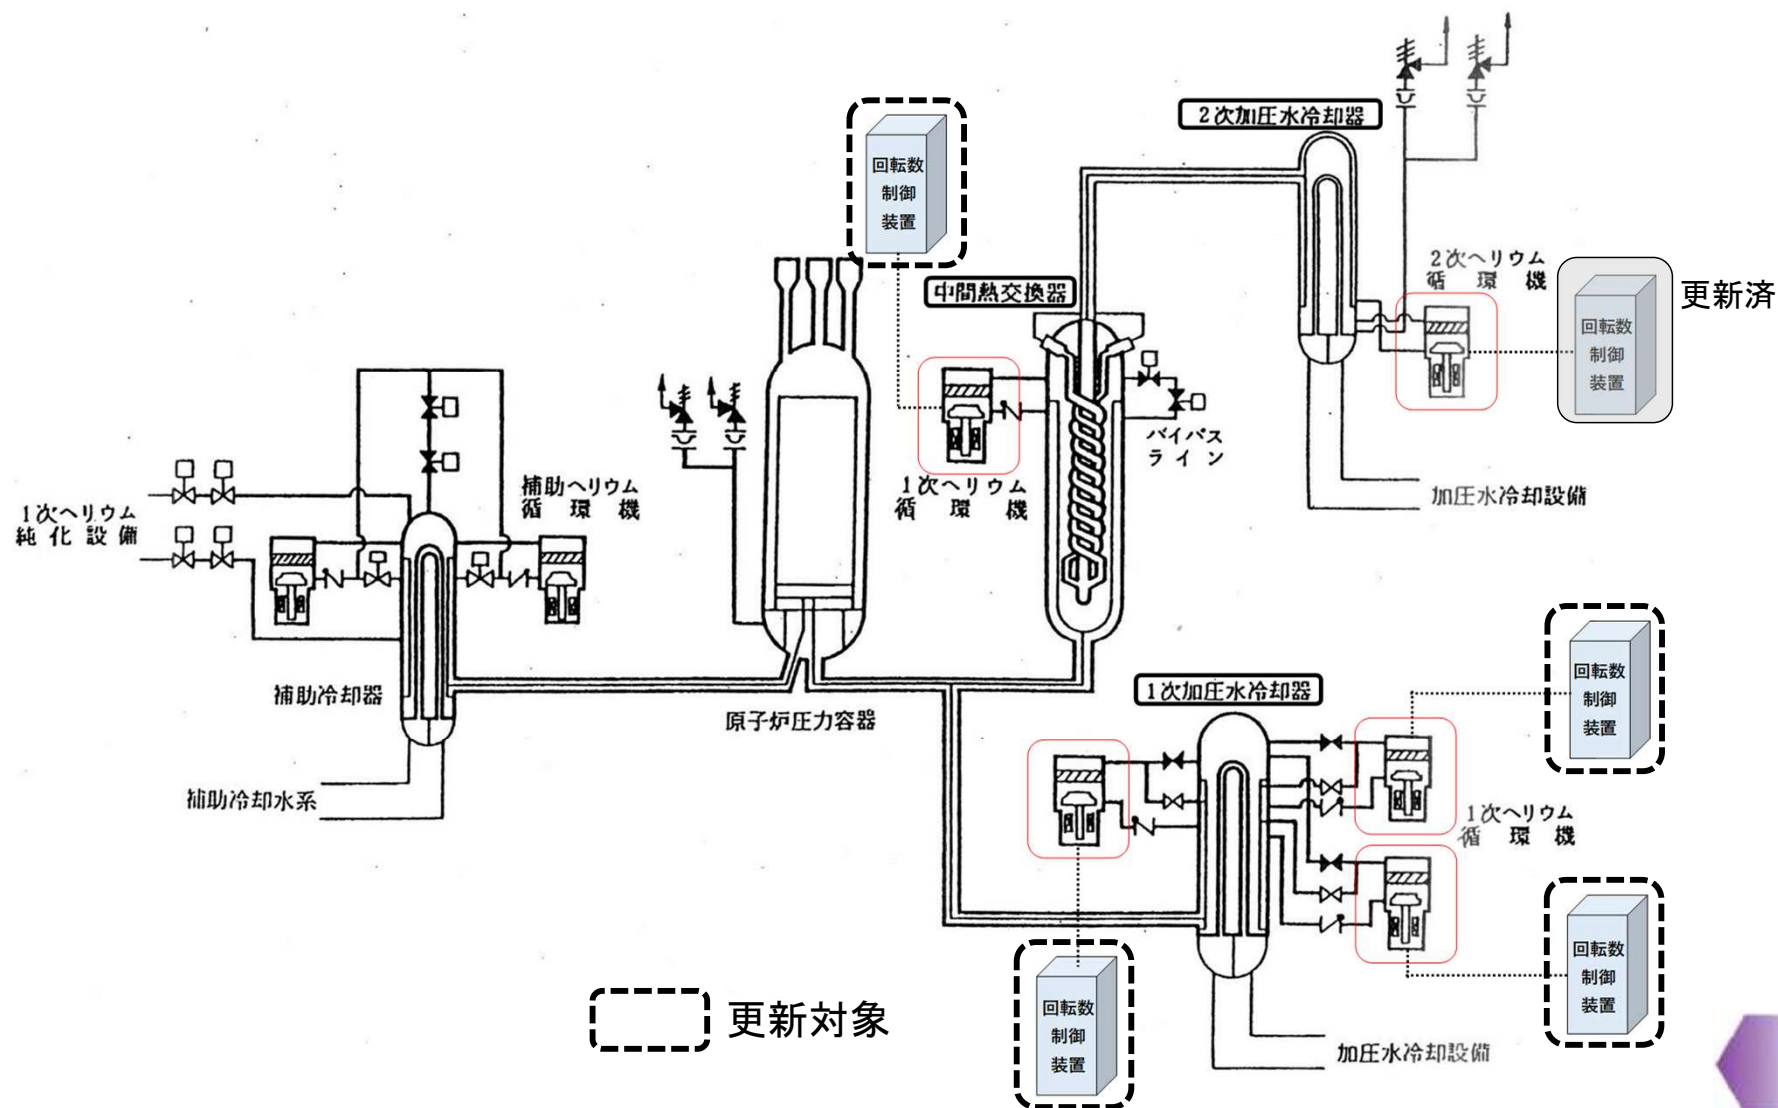 2次加圧水冷却器
回転数
制御
装置
2次ヘリウム
循環機
更新済
回転数
制御
装置
中間熱交換器
バイパス
ライン
1次ヘリウム
循環機
加圧水冷却設備
補助ヘリウム
循環機
1次ヘリウム
純化設備
補助冷却器
原子炉圧力容器
1次加圧水冷却器
回転数
制御
装置
補助冷却水系
1次ヘリウム
循環機
回転数
制御
装置
回転数
制御
装置
更新対象
加圧水冷却設備